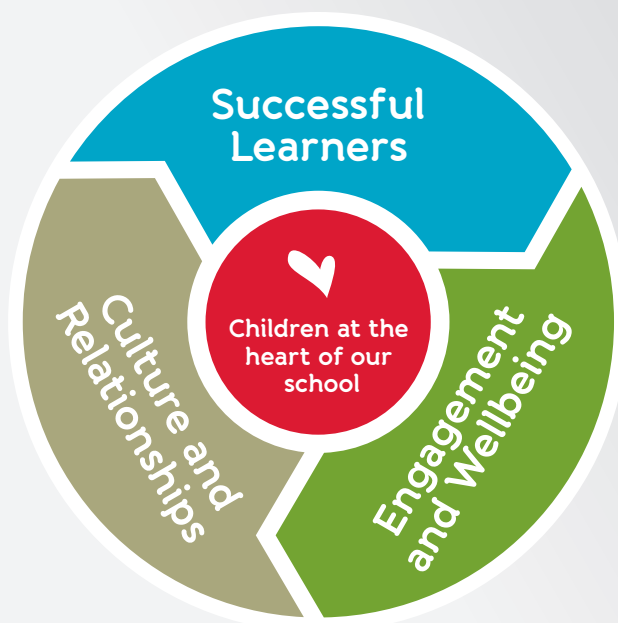 Successful
Learners
Children at the
heart of our
school
Culture and
Relationships
Engagement
and Wellbeing